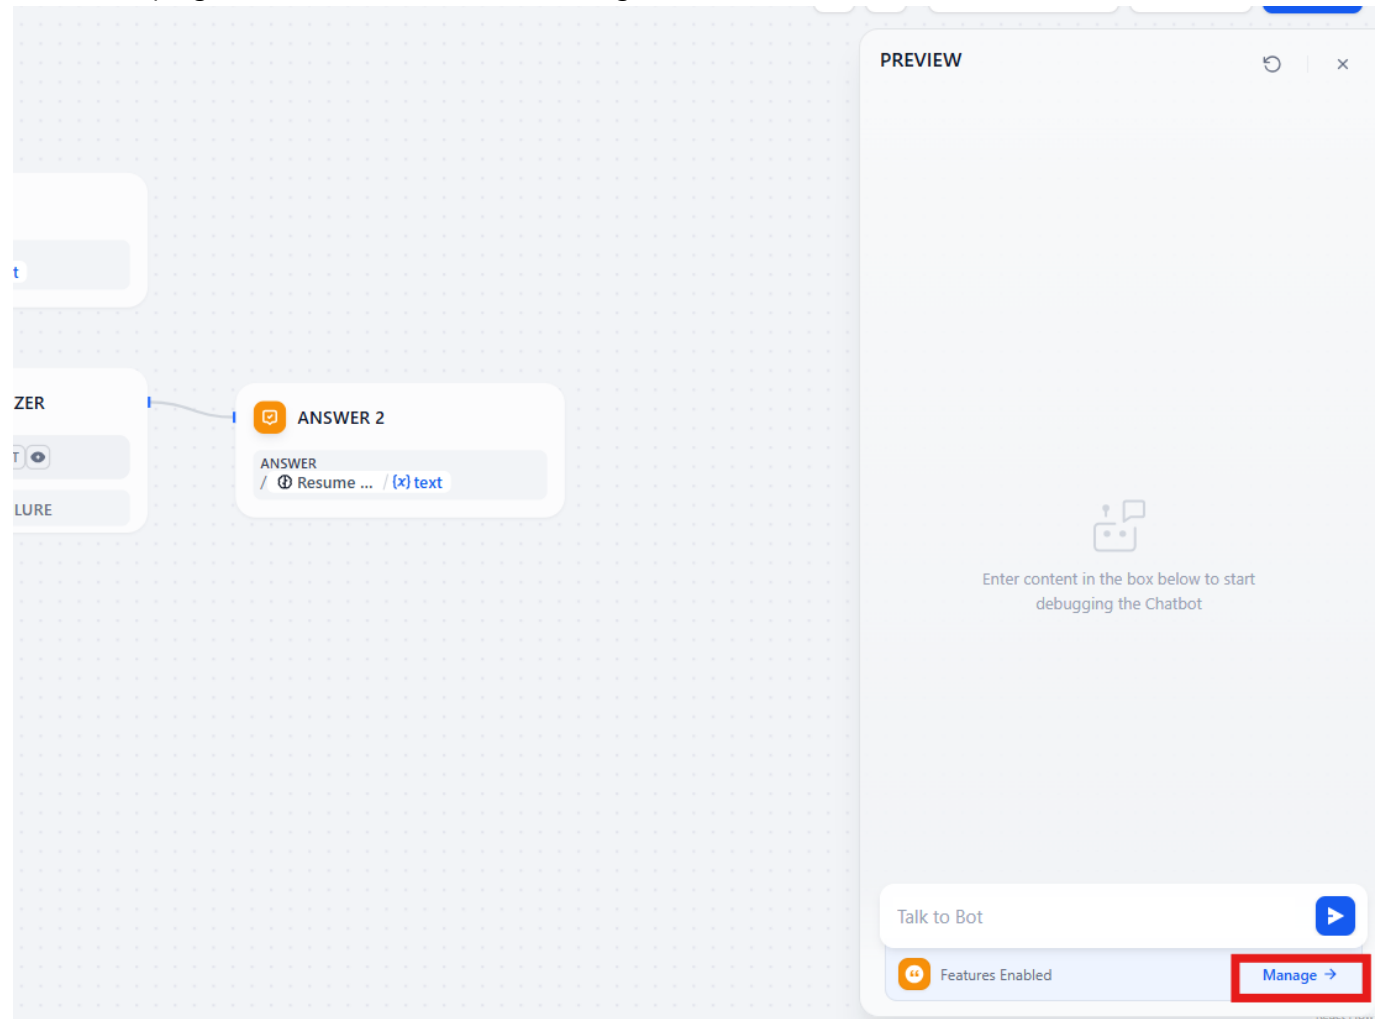 PREVIEW
t
ZER
T
LURE
ANSWER 2
ANSWER
/ Resume ... / {x} text
Enter content in the box below to start
debugging the Chatbot
Talk to Bot
Features Enabled
Manage →